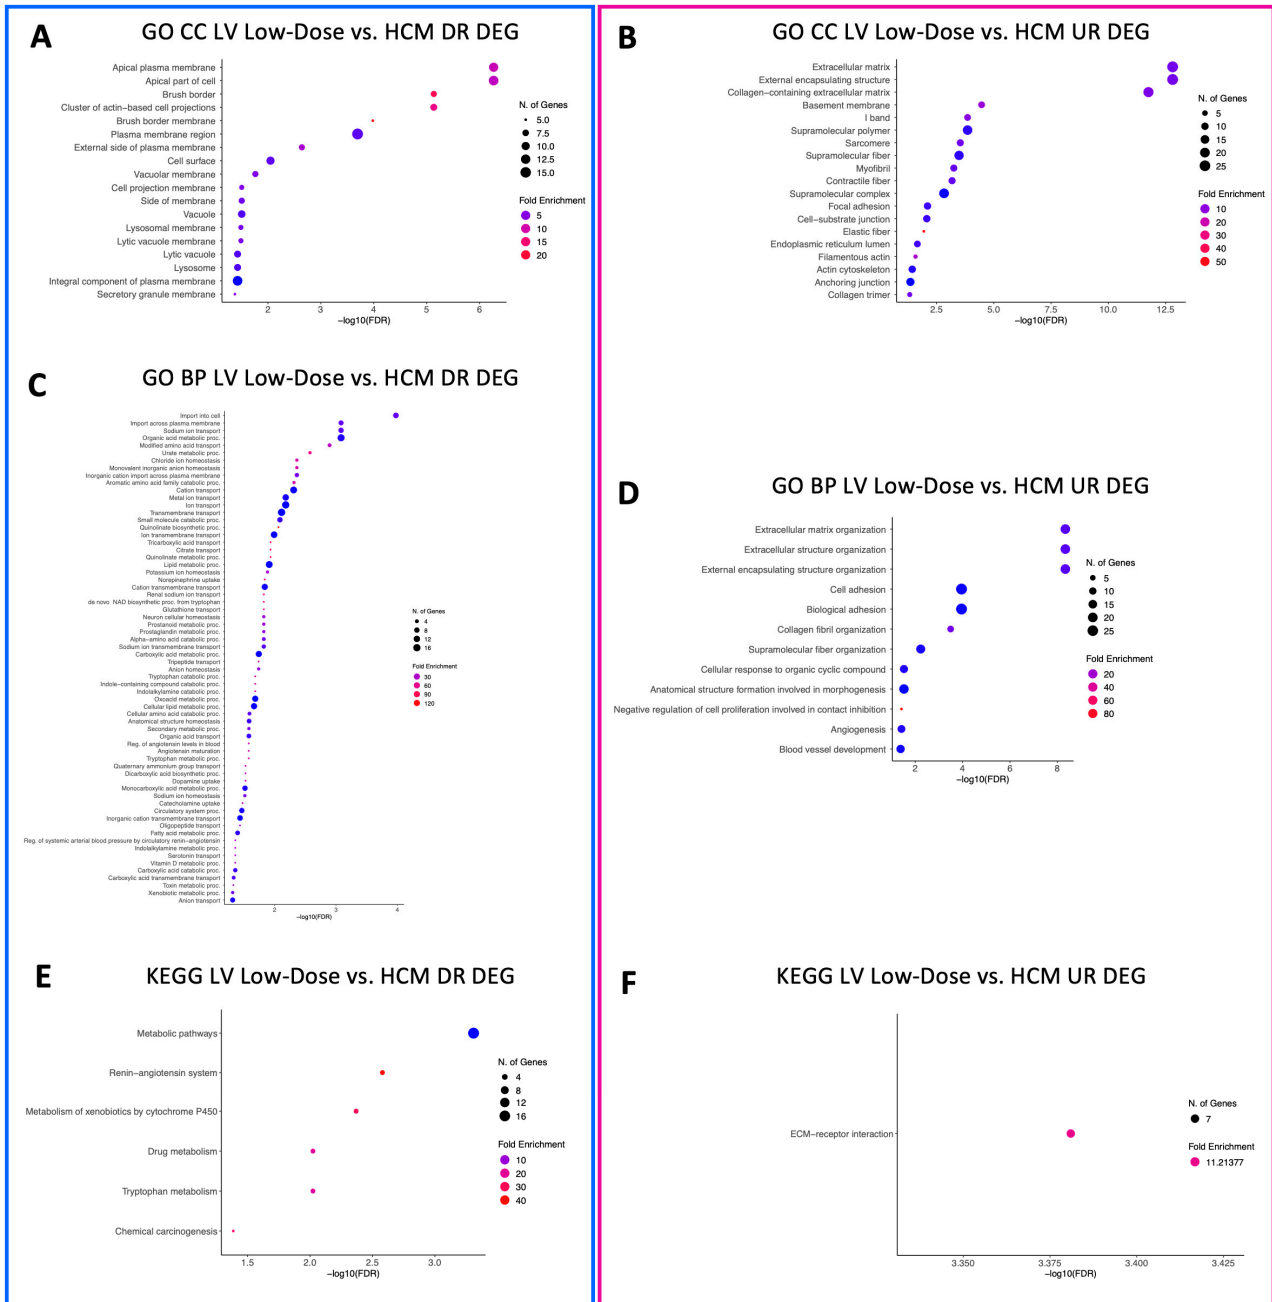 A
GO CC LV Low-Dose vs. HCM DR DEG
Apical plasma membrane
Apical part of cell
Brush border
Cluster of actin−based cell projections
Brush border membrane
Plasma membrane region
External side of plasma membrane
Cell surface
Vacuolar membrane
Cell projection membrane
Side of membrane
Vacuole
Lysosomal membrane
Lytic vacuole membrane
Lytic vacuole
Lysosome
Integral component of plasma membrane
Secretory granule membrane
2 3 4 5 6
−log10(FDR)
N. of Genes
5.0
7.5
10.0
12.5
15.0
Fold Enrichment
5
10
15
20
B
GO CC LV Low-Dose vs. HCM UR DEG
Extracellular matrix
External encapsulating structure
Collagen−containing extracellular matrix
Basement membrane
I band
Supramolecular polymer
Sarcomere
Supramolecular fiber
Myofibril
Contractile fiber
Supramolecular complex
Focal adhesion
Cell−substrate junction
Elastic fiber
Endoplasmic reticulum lumen
Filamentous actin
Actin cytoskeleton
Anchoring junction
Collagen trimer
2.5 5.0 7.5 10.0 12.5
−log10(FDR)
N. of Genes
5
10
15
20
25
Fold Enrichment
10
20
30
40
50
C
GO BP LV Low-Dose vs. HCM DR DEG
Import into cell
Import across plasma membrane
Sodium ion transport
Organic acid metabolic proc.
Modified amino acid transport
Urate metabolic proc.
Chloride ion homeostasis
Monovalent inorganic anion homeostasis
Inorganic cation import across plasma membrane
Aromatic amino acid family catabolic proc.
Cation transport
Metal ion transport
Ion transport
Transmembrane transport
Small molecule catabolic proc.
Quinolinate biosynthetic proc.
Ion transmembrane transport
Tricarboxylic acid transport
Citrate transport
Quinolinate metabolic proc.
Lipid metabolic proc.
Potassium ion homeostasis
Norepinephrine uptake
Cation transmembrane transport
Renal sodium ion transport
de novo NAD biosynthetic proc. from tryptophan
Glutathione transport
Neuron cellular homeostasis
Prostanoid metabolic proc.
Prostaglandin metabolic proc.
Alpha−amino acid catabolic proc.
Sodium ion transmembrane transport
Carboxylic acid metabolic proc.
Tripeptide transport
Anion homeostasis
Tryptophan catabolic proc.
Indole−containing compound catabolic proc.
Indolalkylamine catabolic proc.
Oxoacid metabolic proc.
Cellular lipid metabolic proc.
Cellular amino acid catabolic proc.
Anatomical structure homeostasis
Secondary metabolic proc.
Organic acid transport
Reg. of angiotensin levels in blood
Angiotensin maturation
Tryptophan metabolic proc.
Quaternary ammonium group transport
Dicarboxylic acid biosynthetic proc.
Dopamine uptake
Monocarboxylic acid metabolic proc.
Sodium ion homeostasis
Catecholamine uptake
Circulatory system proc.
Inorganic cation transmembrane transport
Oligopeptide transport
Fatty acid metabolic proc.
Reg. of systemic arterial blood pressure by circulatory renin−angiotensin
Indolalkylamine metabolic proc.
Serotonin transport
Vitamin D metabolic proc.
Carboxylic acid catabolic proc.
Carboxylic acid transmembrane transport
Toxin metabolic proc.
Xenobiotic metabolic proc.
Anion transport
2 3 4
−log10(FDR)
N. of Genes
4
8
12
16
Fold Enrichment
30
60
90
120
D
GO BP LV Low-Dose vs. HCM UR DEG
Extracellular matrix organization
Extracellular structure organization
External encapsulating structure organization
Cell adhesion
Biological adhesion
Collagen fibril organization
Supramolecular fiber organization
Cellular response to organic cyclic compound
Anatomical structure formation involved in morphogenesis
Negative regulation of cell proliferation involved in contact inhibition
Angiogenesis
Blood vessel development
2 4 6 8
−log10(FDR)
N. of Genes
5
10
15
20
25
Fold Enrichment
20
40
60
80
E
KEGG LV Low-Dose vs. HCM DR DEG
Metabolic pathways
Renin−angiotensin system
Metabolism of xenobiotics by cytochrome P450
Drug metabolism
Tryptophan metabolism
Chemical carcinogenesis
1.5 2.0 2.5 3.0
−log10(FDR)
N. of Genes
4
8
12
16
Fold Enrichment
10
20
30
40
F
KEGG LV Low-Dose vs. HCM UR DEG
ECM−receptor interaction
3.350 3.375 3.400 3.425
−log10(FDR)
N. of Genes
7
Fold Enrichment
11.21377